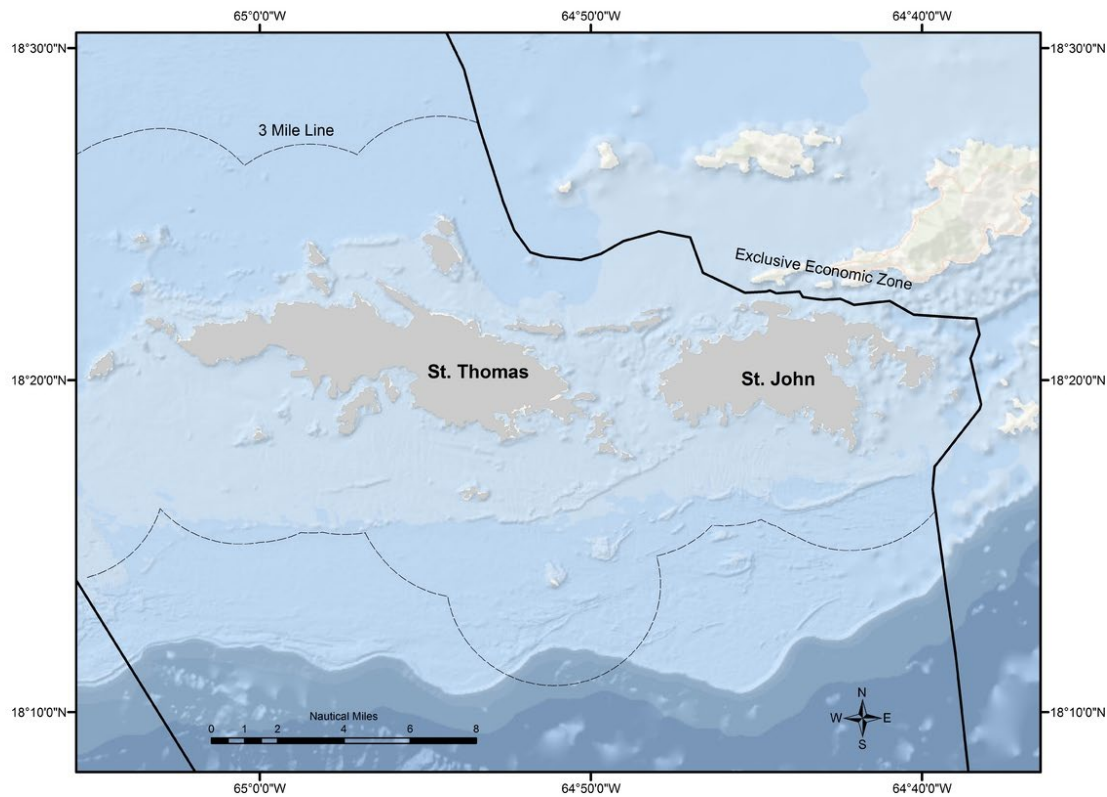 65°0'0"W 64°50'0"W 64°40'0"W
18°30'0"N 18°30'0"N
3 Mile Line
Exclusive Economic Zone
St. Thomas
St. John
18°20'0"N 18°20'0"N
18°10'0"N 18°10'0"N
Nautical Miles
0 1 2 4 6 8
N
W E
S
65°0'0"W 64°50'0"W 64°40'0"W